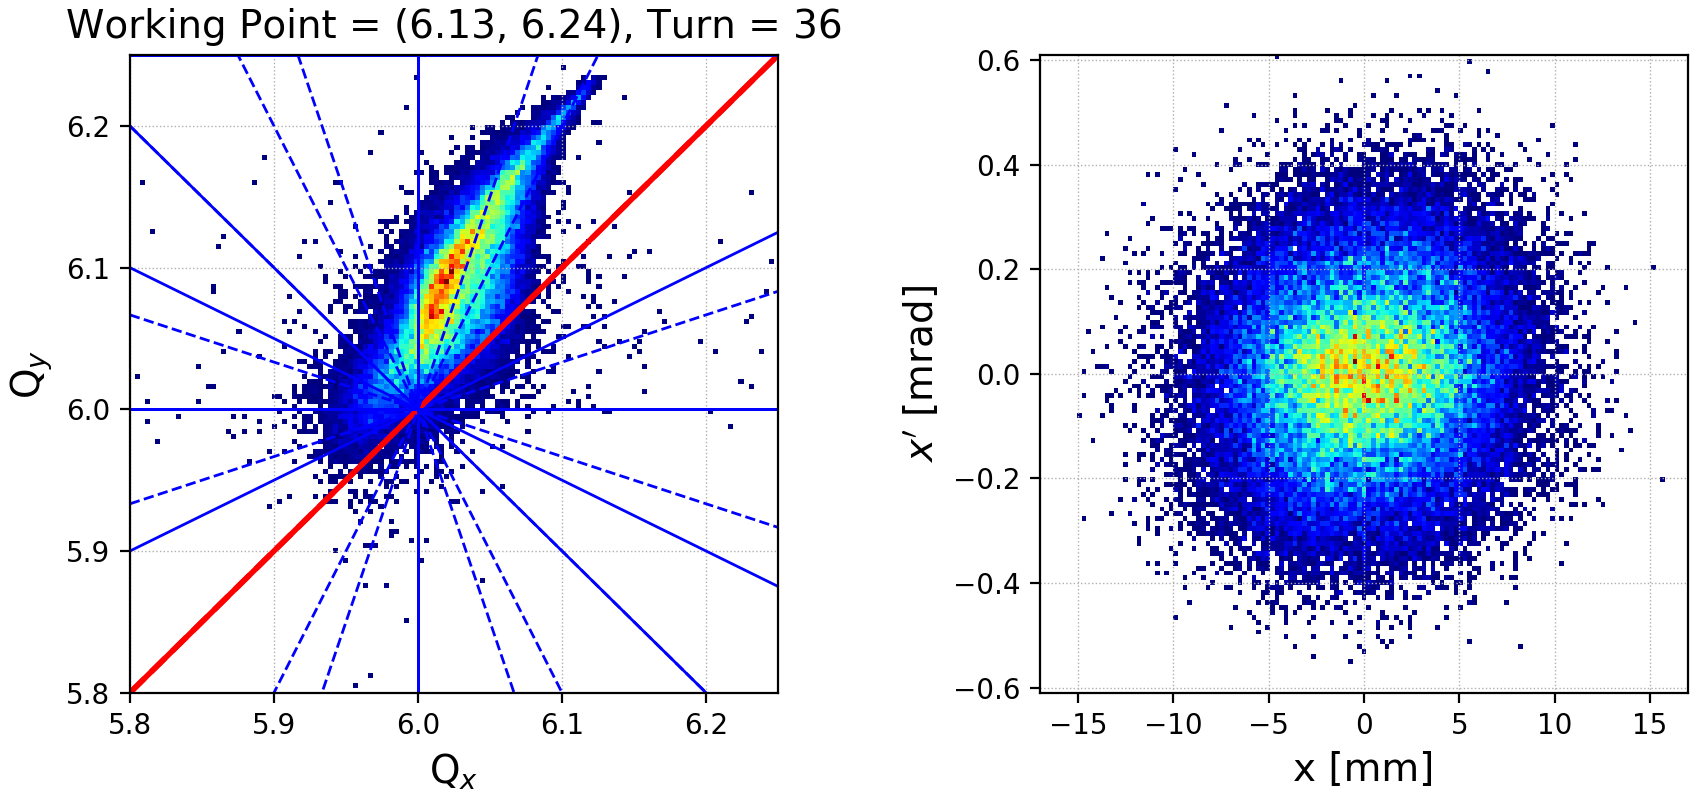 Working Point = (6.13, 6.24), Turn = 36
6.2
6.1
6.0
5.9
5.8
Q_y
5.8 5.9 6.0 6.1 6.2
Q_x
0.6
0.4
0.2
0.0
−0.2
−0.4
−0.6
x′ [mrad]
−15 −10 −5 0 5 10 15
x [mm]